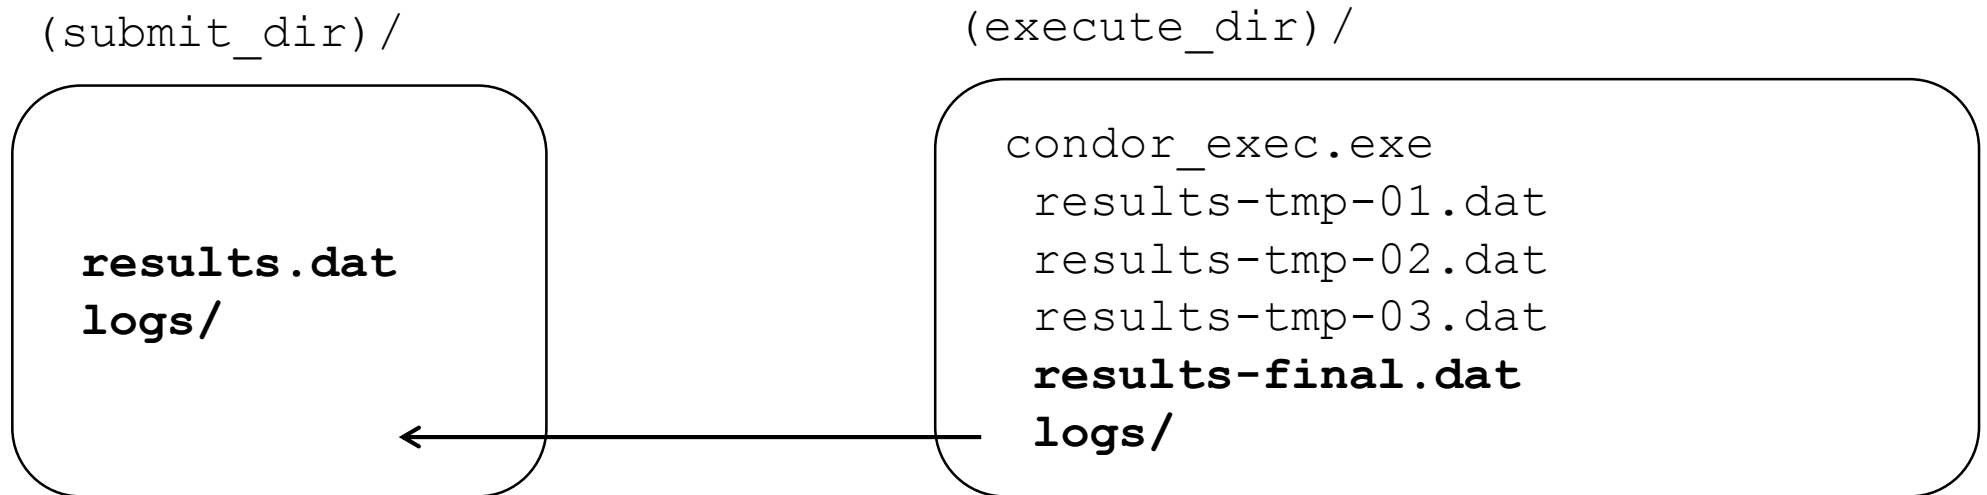 (submit_dir)/
results.dat
logs/
(execute_dir)/
condor_exec.exe
results-tmp-01.dat
results-tmp-02.dat
results-tmp-03.dat
results-final.dat
logs/